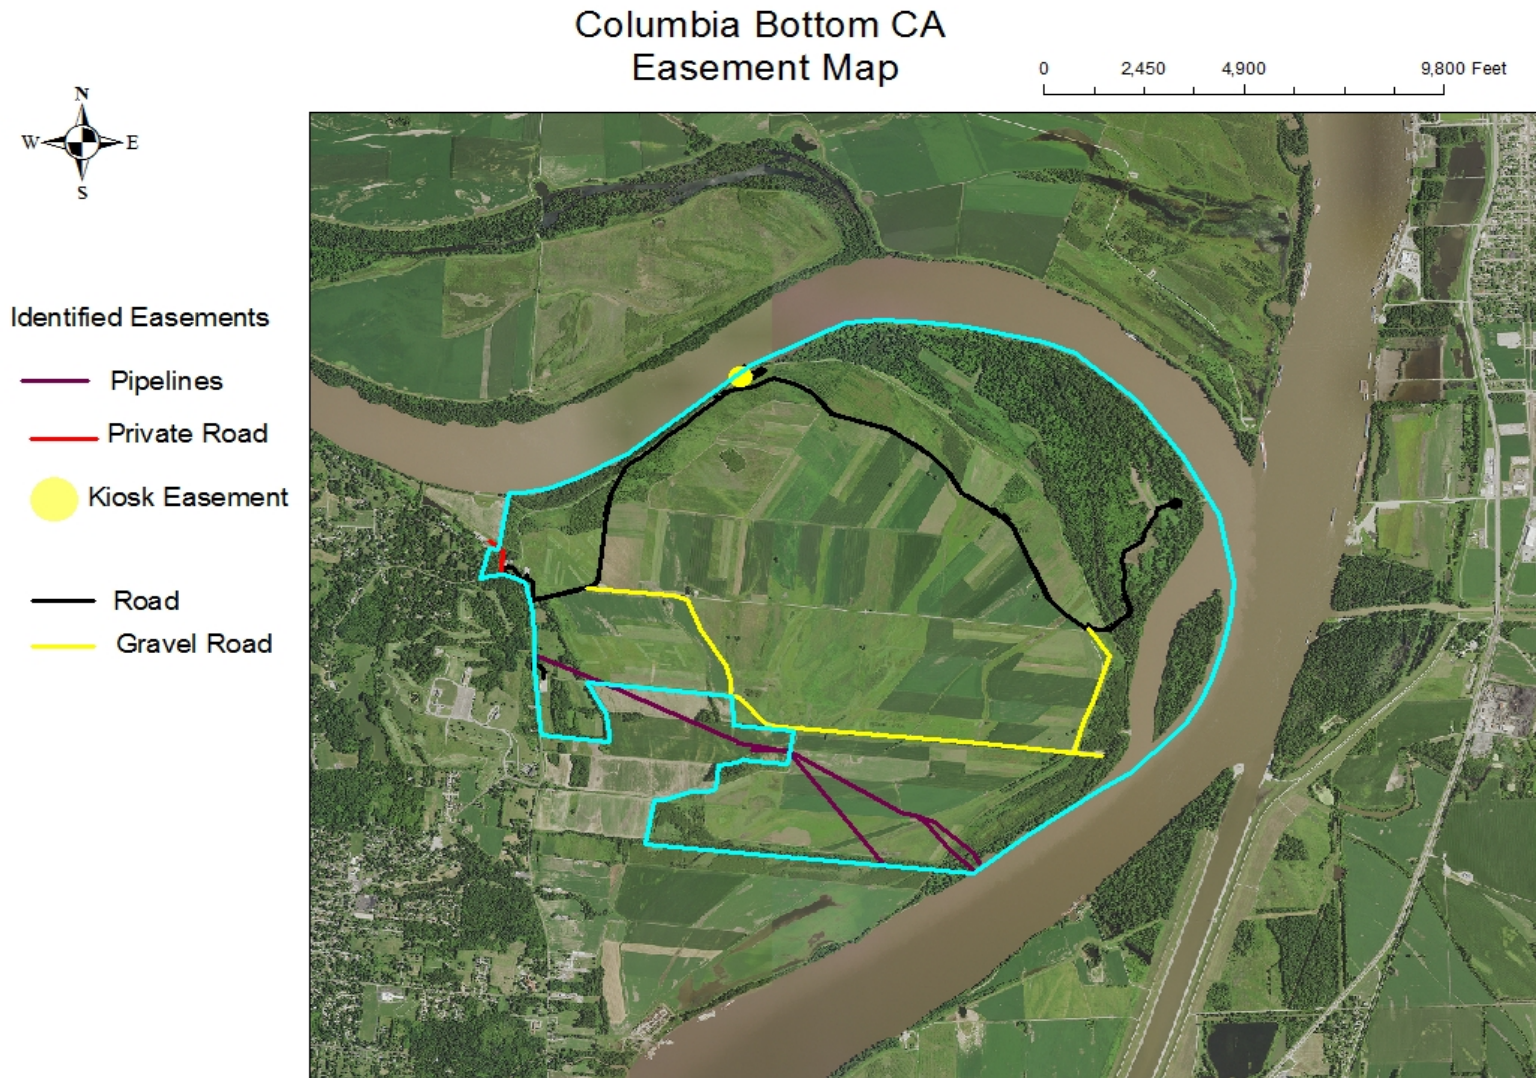 Columbia Bottom CA
Easement Map
0 2,450 4,900 9,800 Feet
N
W E
S
Identified Easements
Pipelines
Private Road
Kiosk Easement
Road
Gravel Road